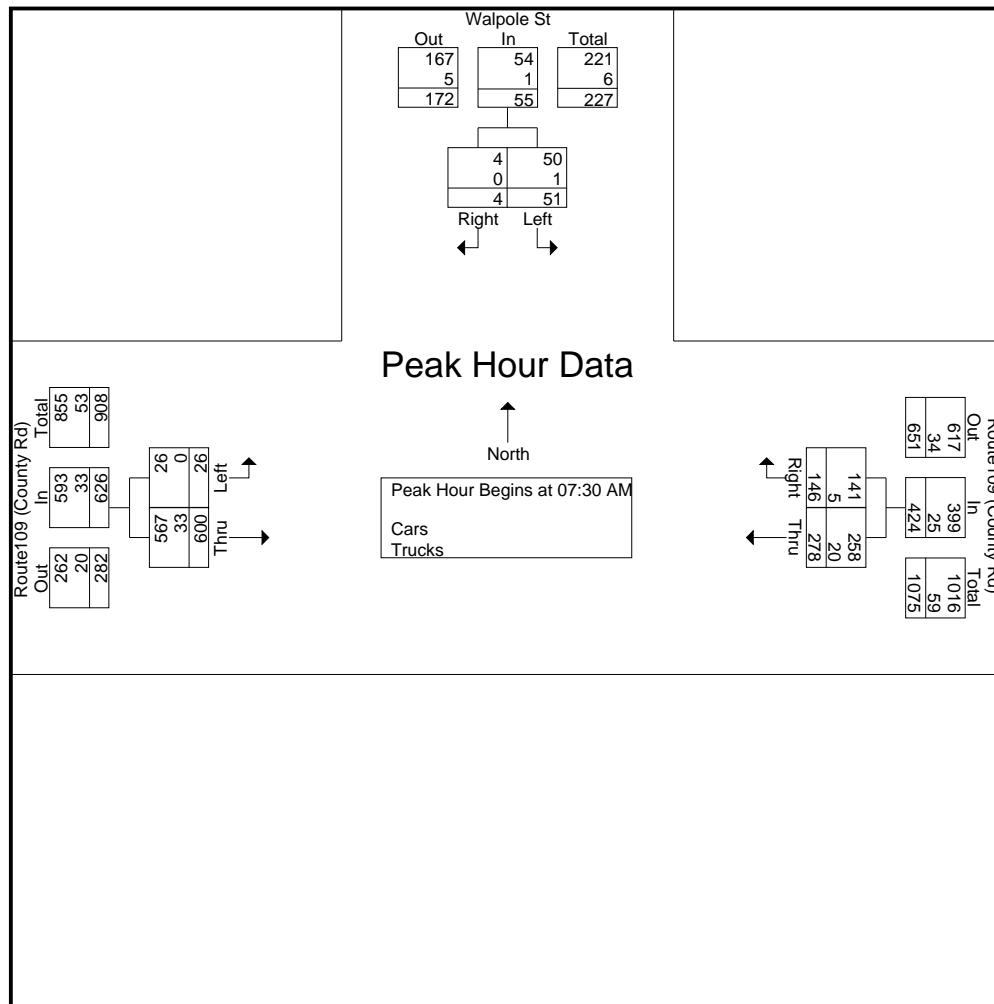 Walpole St
Out In Total
167 54 221
5 1 6
172 55 227
4 50
0 1
4 51
Right Left
Peak Hour Data
North
Peak Hour Begins at 07:30 AM
Cars
Trucks
Route109 (County Rd)
Out In Total
262 593 855
20 33 53
282 626 908
Thru Left
567 26
33 0
600 26
Route109 (County Rd)
Out In Total
617 399 1016
34 25 59
651 424 1075
Right Thru
141 258
5 20
146 278